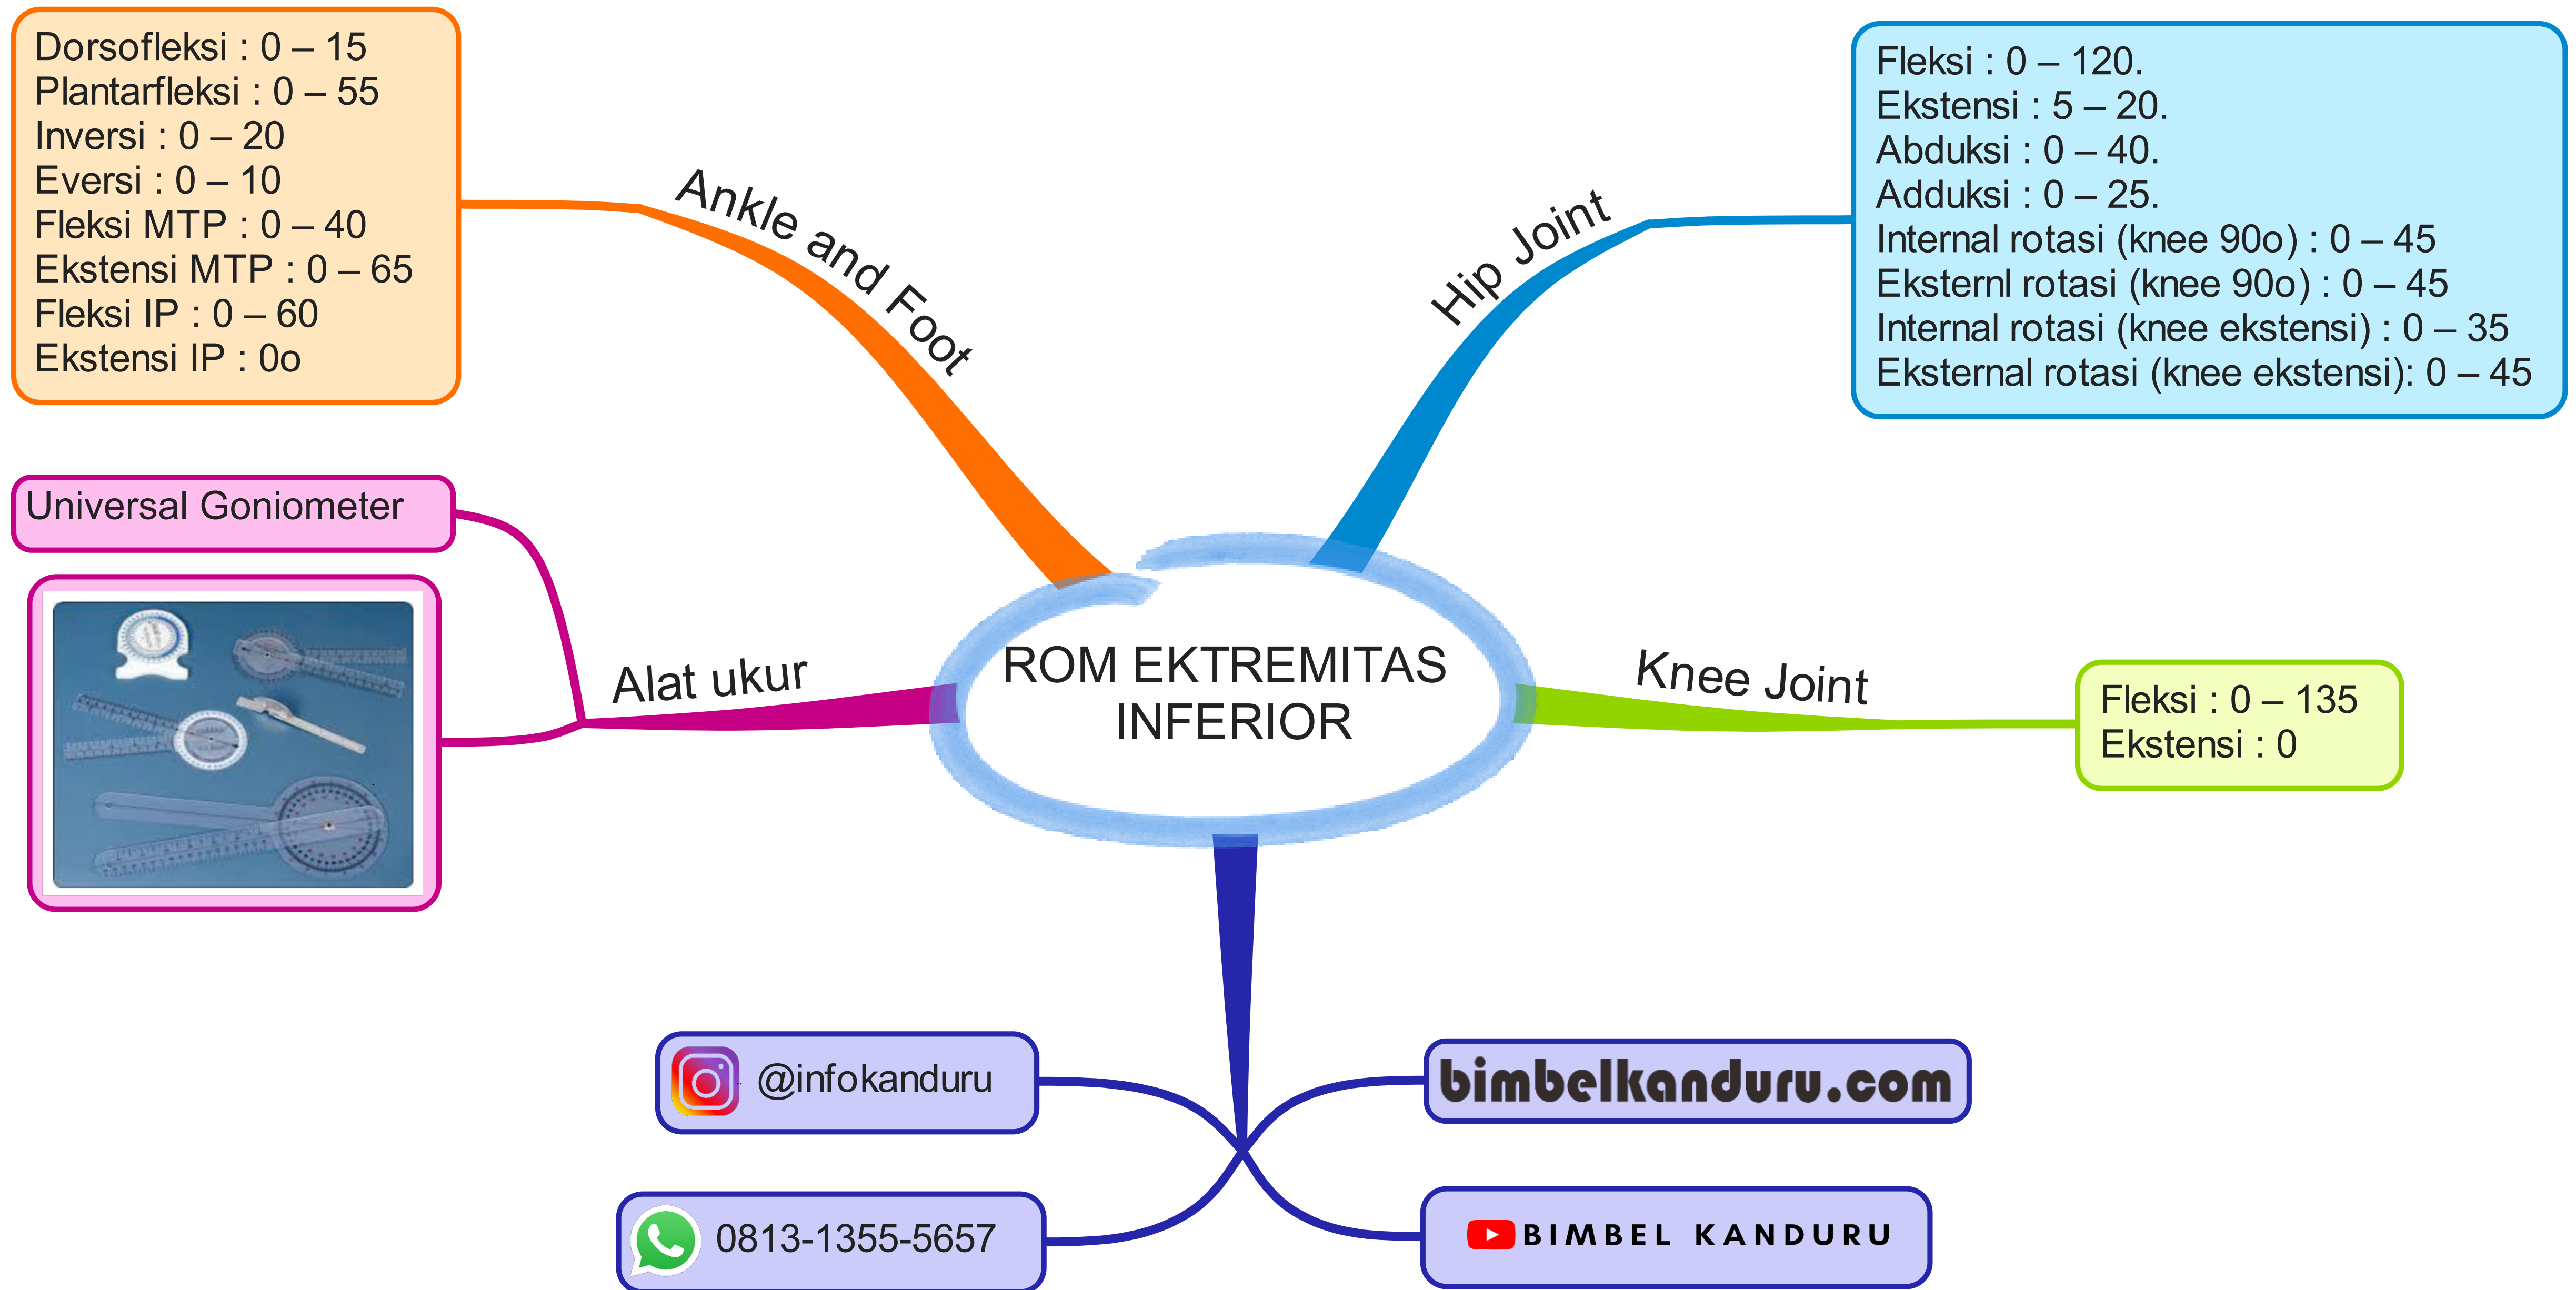 Dorsofleksi : 0 – 15
Plantarfleksi : 0 – 55
Inversi : 0 – 20
Eversi : 0 – 10
Fleksi MTP : 0 – 40
Ekstensi MTP : 0 – 65
Fleksi IP : 0 – 60
Ekstensi IP : 0o
Ankle and Foot
Hip Joint
Fleksi : 0 – 120.
Ekstensi : 5 – 20.
Abduksi : 0 – 40.
Adduksi : 0 – 25.
Internal rotasi (knee 90o) : 0 – 45
Eksternl rotasi (knee 90o) : 0 – 45
Internal rotasi (knee ekstensi) : 0 – 35
Eksternal rotasi (knee ekstensi): 0 – 45
Universal Goniometer
Alat ukur
ROM EKTREMITAS
INFERIOR
Knee Joint
Fleksi : 0 – 135
Ekstensi : 0
@infokanduru
bimbelkanduru.com
0813-1355-5657
BIMBEL KANDURU